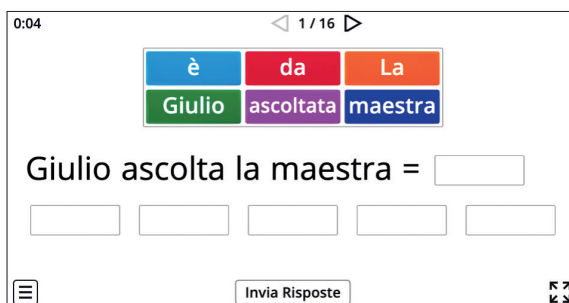 0:04 1 / 16
è da La
Giulio ascoltata maestra
Giulio ascolta la maestra =
Invia Risposte